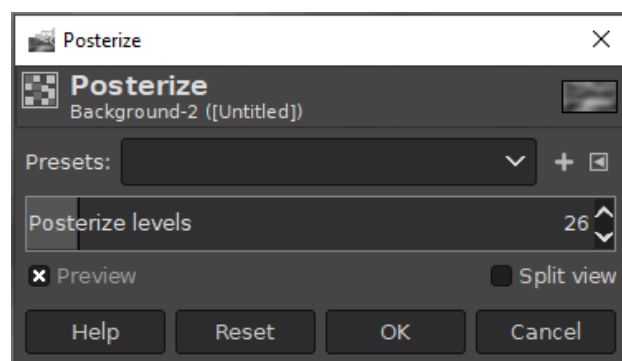 Posterize
Posterize
Background-2 ([Untitled])
Presets:
Posterize levels 26
Preview Split view
Help Reset OK Cancel